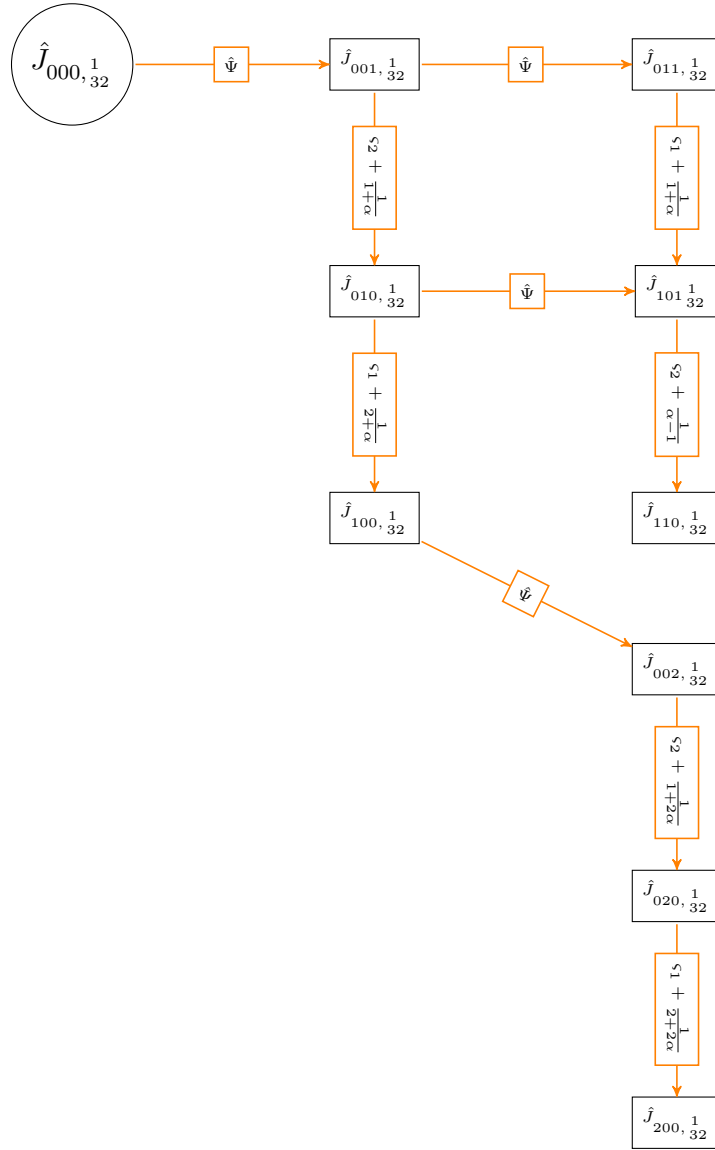 Ĵ₀₀₀, 1/32 Ψ̂ Ĵ₀₀₁, 1/32 Ψ̂ Ĵ₀₁₁, 1/32
ς₂ + 1/(1+α) ς₁ + 1/(1+α)
Ĵ₀₁₀, 1/32 Ψ̂ Ĵ₁₀₁ 1/32
ς₁ + 1/(2+α) ς₂ + 1/(α−1)
Ĵ₁₀₀, 1/32 Ĵ₁₁₀, 1/32
Ψ̂
Ĵ₀₀₂, 1/32
ς₂ + 1/(1+2α)
Ĵ₀₂₀, 1/32
ς₁ + 1/(2+2α)
Ĵ₂₀₀, 1/32